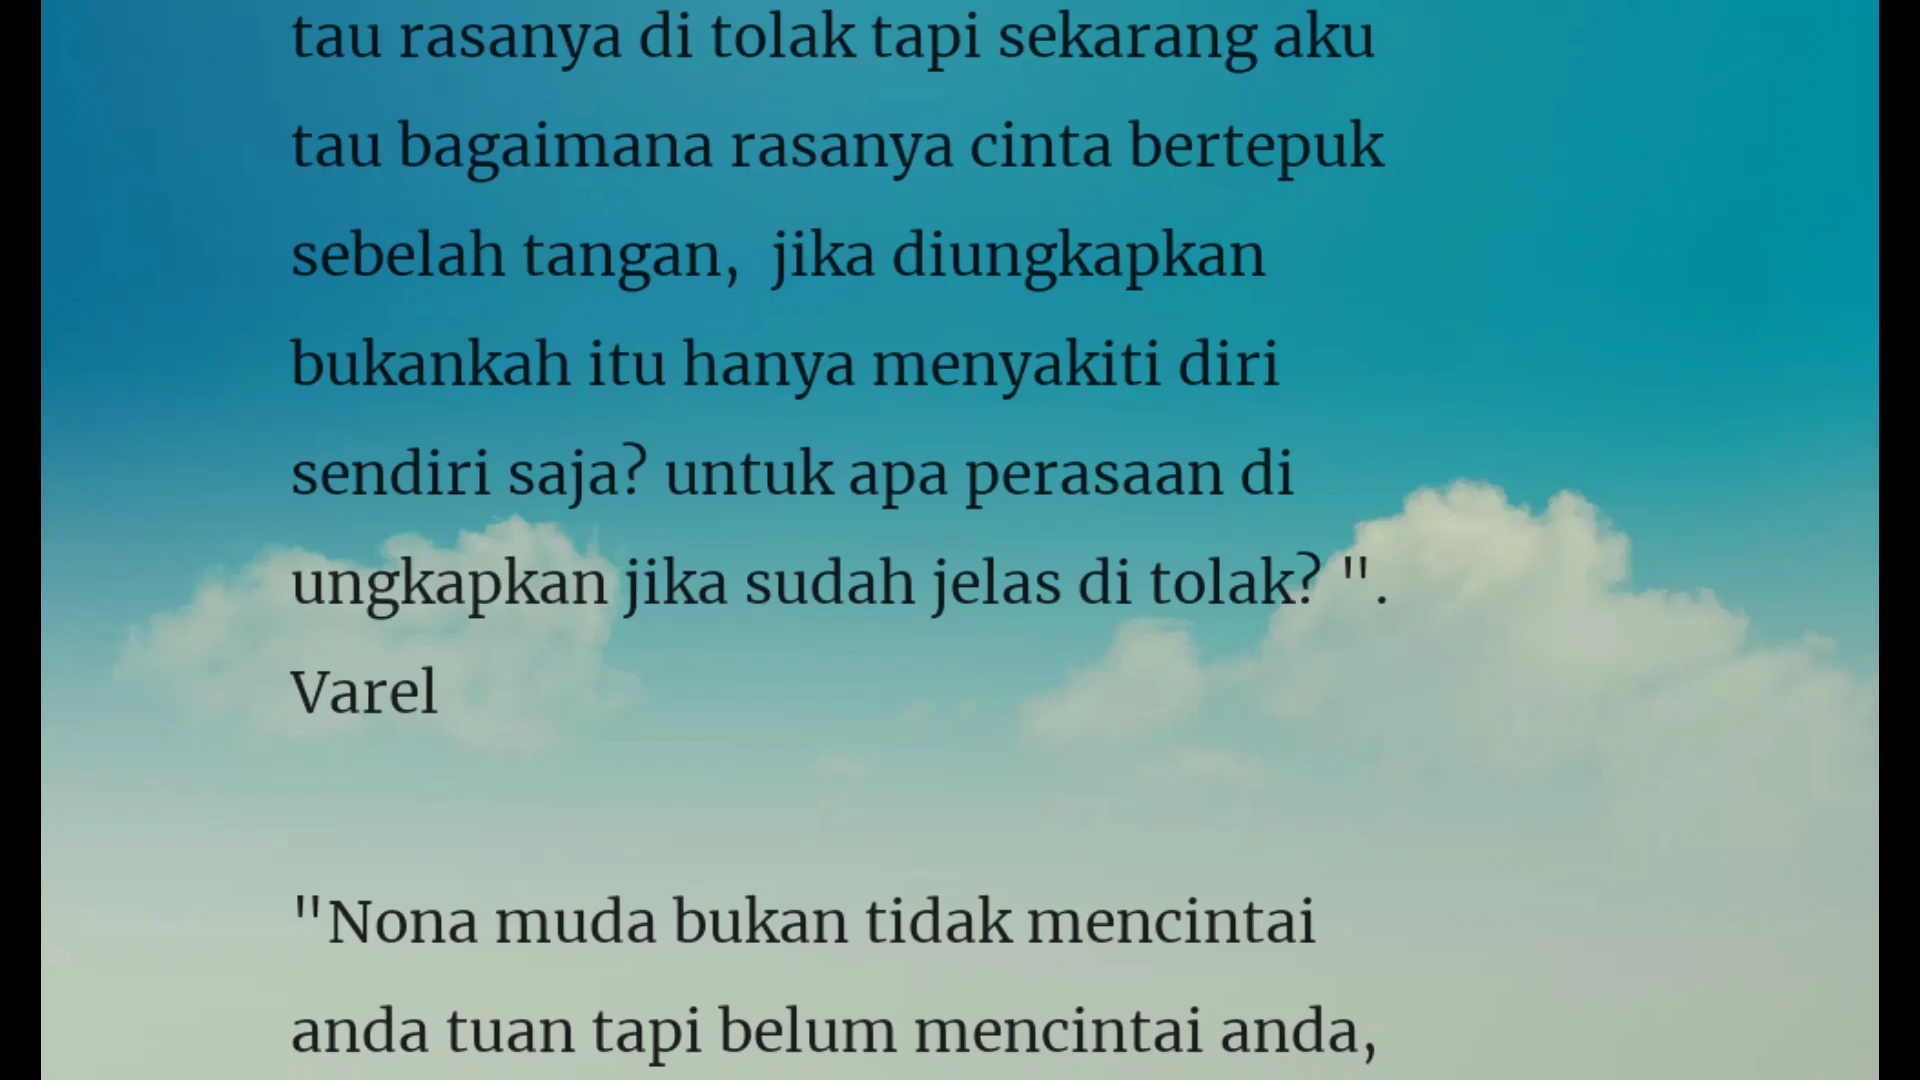 tau rasanya di tolak tapi sekarang aku
tau bagaimana rasanya cinta bertepuk
sebelah tangan,  jika diungkapkan
bukankah itu hanya menyakiti diri
sendiri saja? untuk apa perasaan di
ungkapkan jika sudah jelas di tolak? ".
Varel
"Nona muda bukan tidak mencintai
anda tuan tapi belum mencintai anda,